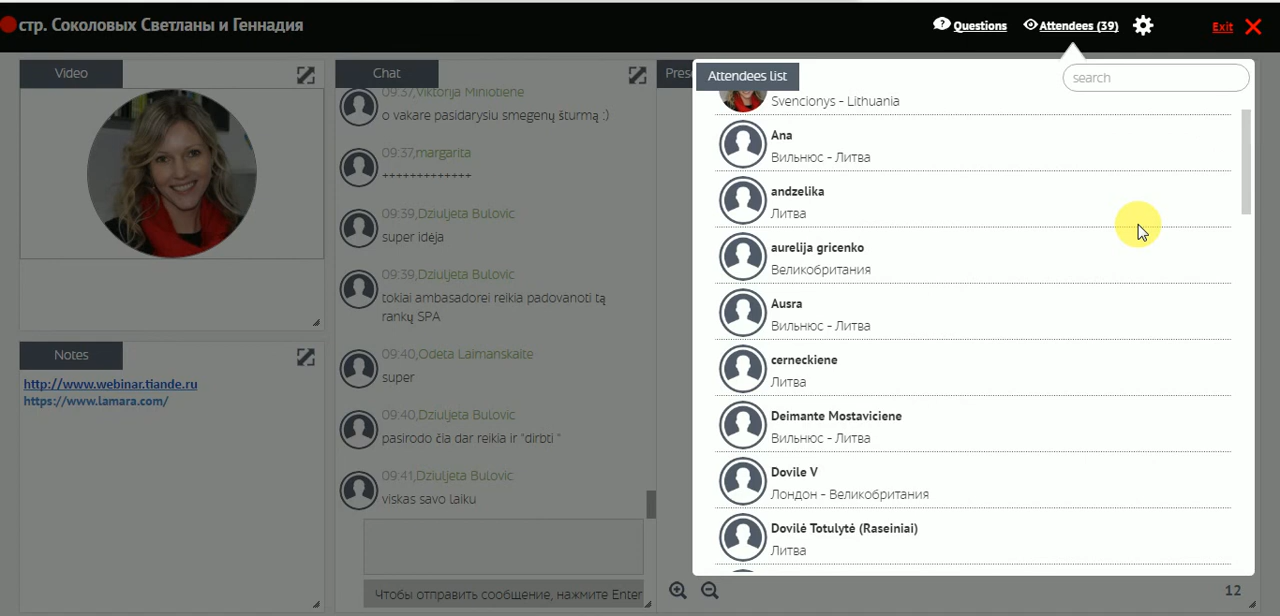 стр. Соколовых Светланы и Геннадия
Questions
Attendees (39)
Exit
Video
Notes
http://www.webinar.tiande.ru
https://www.lamara.com/
Chat
09:37,Viktorija Miniotiene
o vakare pasidarysiu smegenų šturmą :)
09:37,margarita
+++++++++++++
09:39,Dziuljeta Bulovic
super idėja
09:39,Dziuljeta Bulovic
tokiai ambasadorei reikia padovanoti tą
rankų SPA
09:40,Odeta Laimanskaite
super
09:40,Dziuljeta Bulovic
pasirodo čia dar reikia ir "dirbti "
09:41,Dziuljeta Bulovic
viskas savo laiku
Чтобы отправить сообщение, нажмите Enter
Pres
Attendees list
search
Svencionys - Lithuania
Ana
Вильнюс - Литва
andzelika
Литва
aurelija gricenko
Великобритания
Ausra
Вильнюс - Литва
cerneckiene
Литва
Deimante Mostaviciene
Вильнюс - Литва
Dovile V
Лондон - Великобритания
Dovilė Totulytė (Raseiniai)
Литва
12